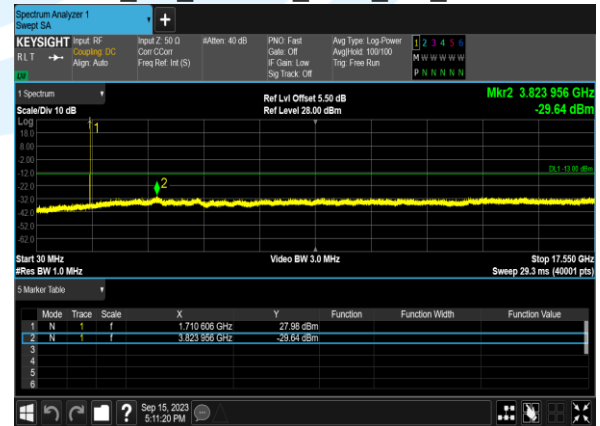 Spectrum Analyzer 1
Swept SA
+
KEYSIGHT Input: RF Input Z: 50 Ω #Atten: 40 dB PNO: Fast Avg Type: Log-Power 1 2 3 4 5 6
RLT Coupling: DC Corr CCorr Gate: Off Avg|Hold: 100/100 M W W W W W
Align: Auto Freq Ref: Int (S) IF Gain: Low Trig: Free Run
Sig Track: Off P N N N N N
1 Spectrum Mkr2 3.823 956 GHz
Ref Lvl Offset 5.50 dB
Scale/Div 10 dB Ref Level 28.00 dBm -29.64 dBm
Log
1
18.0
8.00
-2.00
DL1 -13.00 dBm
-12.0
2
-22.0
-32.0
-42.0
-52.0
-62.0
Start 30 MHz Video BW 3.0 MHz Stop 17.550 GHz
#Res BW 1.0 MHz Sweep 29.3 ms (40001 pts)
5 Marker Table
Mode Trace Scale X Y Function Function Width Function Value
1 N 1 f 1.710 606 GHz 27.98 dBm
2 N 1 f 3.823 956 GHz -29.64 dBm
3
4
5
6
? Sep 15, 2023
5:11:20 PM